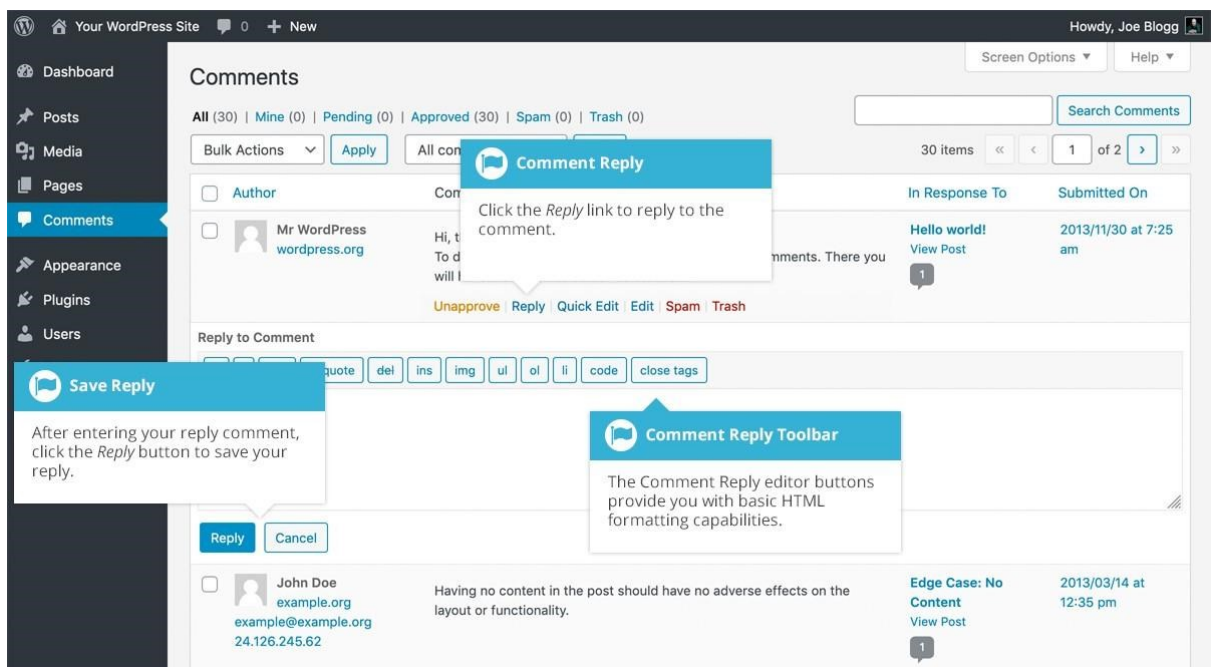 Your WordPress Site 0 + New Howdy, Joe Blogg
Screen Options ▼ Help ▼
Dashboard
Posts
Media
Pages
Comments
Appearance
Plugins
Users
Comments
All (30) | Mine (0) | Pending (0) | Approved (30) | Spam (0) | Trash (0)
Search Comments
Bulk Actions Apply All
30 items « ‹ 1 of 2 › »
Author In Response To Submitted On
Comment Reply
Click the Reply link to reply to the
comment.
Mr WordPress
wordpress.org
Hi,
To
There you
will
Unapprove | Reply | Quick Edit | Edit | Spam | Trash
Hello world!
View Post
1
2013/11/30 at 7:25
am
Reply to Comment
del ins img ul ol li code close tags
Save Reply
After entering your reply comment,
click the Reply button to save your
reply.
Comment Reply Toolbar
The Comment Reply editor buttons
provide you with basic HTML
formatting capabilities.
Reply Cancel
John Doe
example.org
example@example.org
24.126.245.62
Having no content in the post should have no adverse effects on the
layout or functionality.
Edge Case: No
Content
View Post
1
2013/03/14 at
12:35 pm